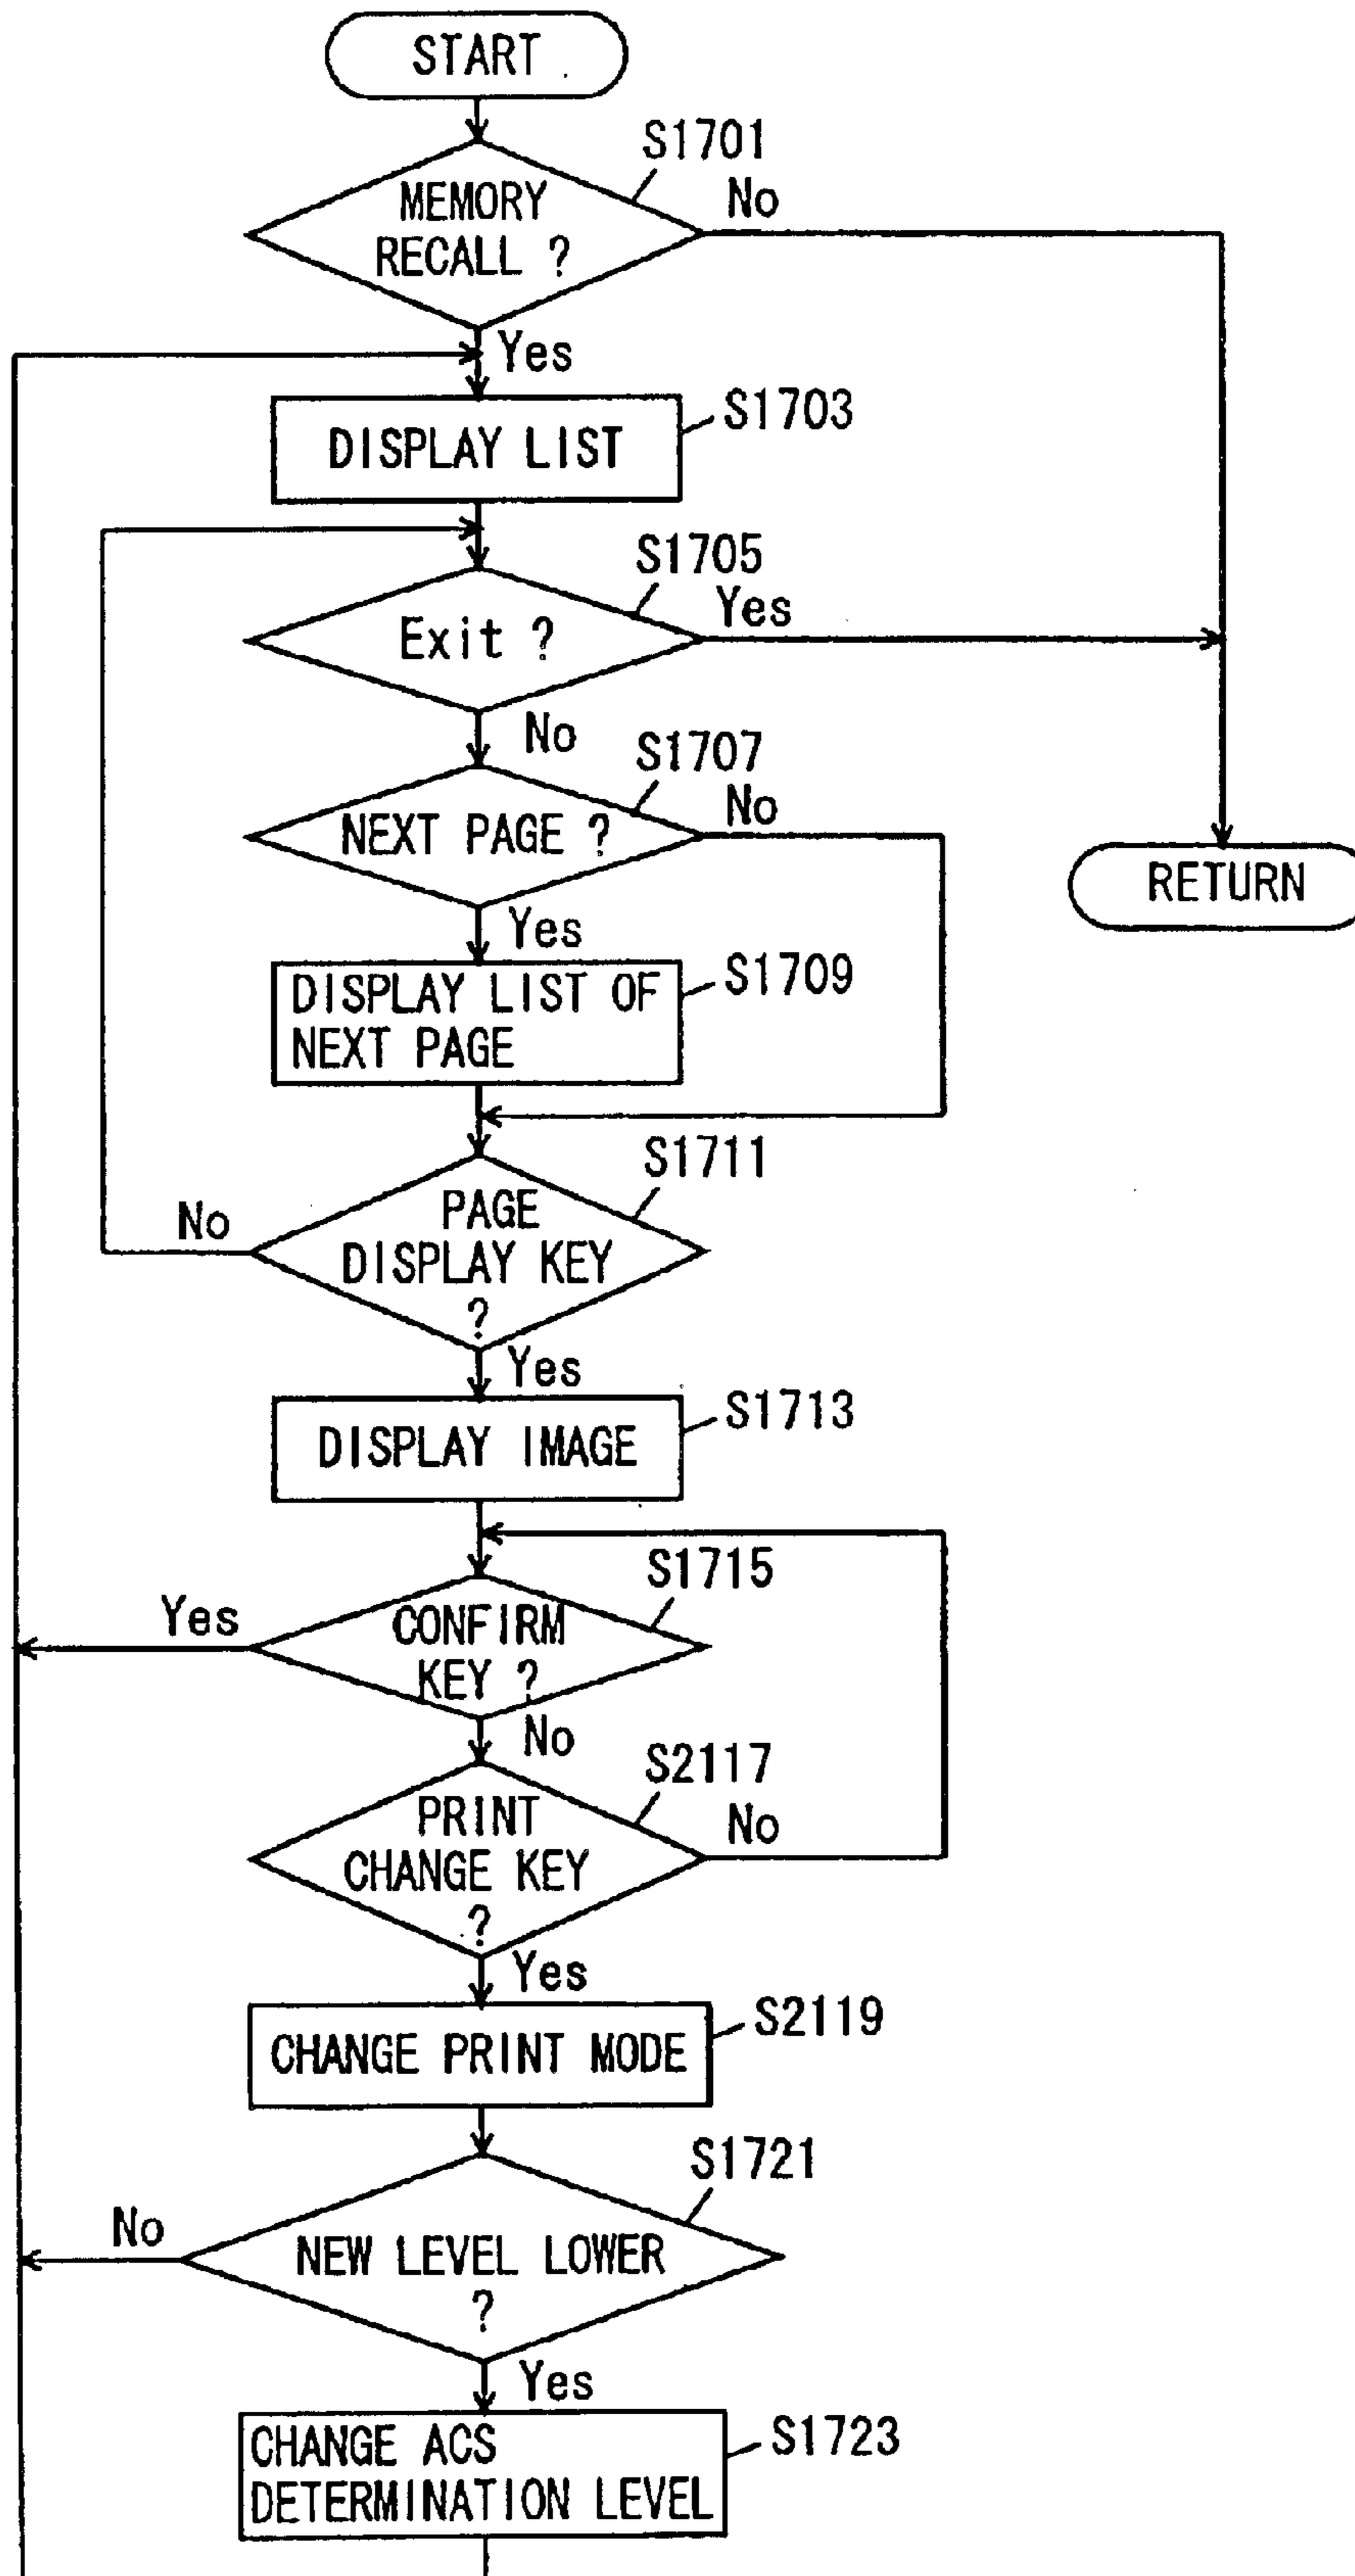 START
S1701
MEMORY
RECALL ?
No
Yes
S1703
DISPLAY LIST
S1705
Exit ?
Yes
No
S1707
NEXT PAGE ?
No
RETURN
Yes
S1709
DISPLAY LIST OF
NEXT PAGE
S1711
PAGE
DISPLAY KEY
?
No
Yes
S1713
DISPLAY IMAGE
S1715
CONFIRM
KEY ?
Yes
No
S2117
PRINT
CHANGE KEY
?
No
Yes
S2119
CHANGE PRINT MODE
S1721
NEW LEVEL LOWER
?
No
Yes
S1723
CHANGE ACS
DETERMINATION LEVEL